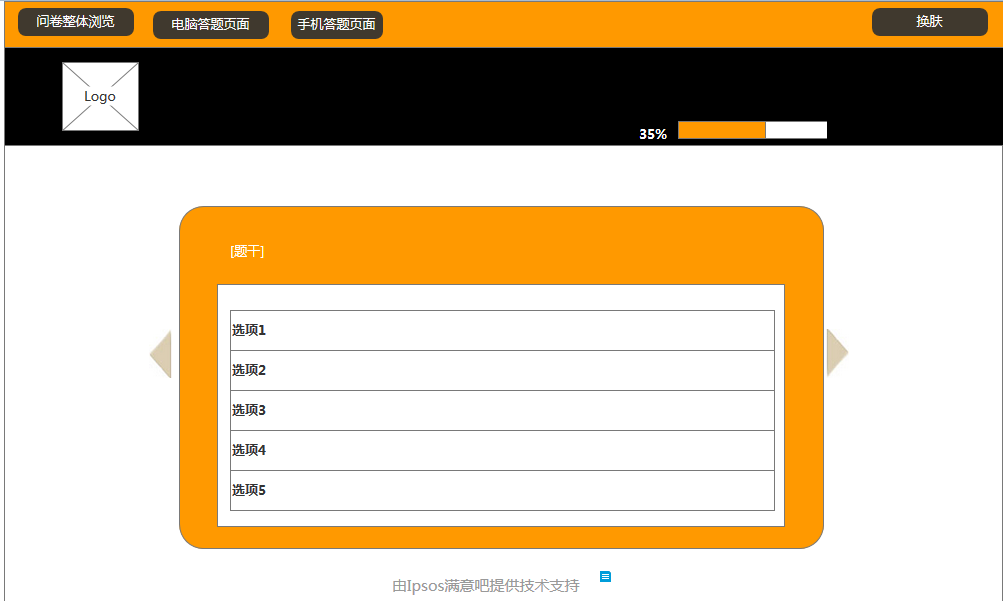 问卷整体浏览
电脑答题页面
手机答题页面
换肤
Logo
35%
[题干]
选项1
选项2
选项3
选项4
选项5
由Ipsos满意吧提供技术支持